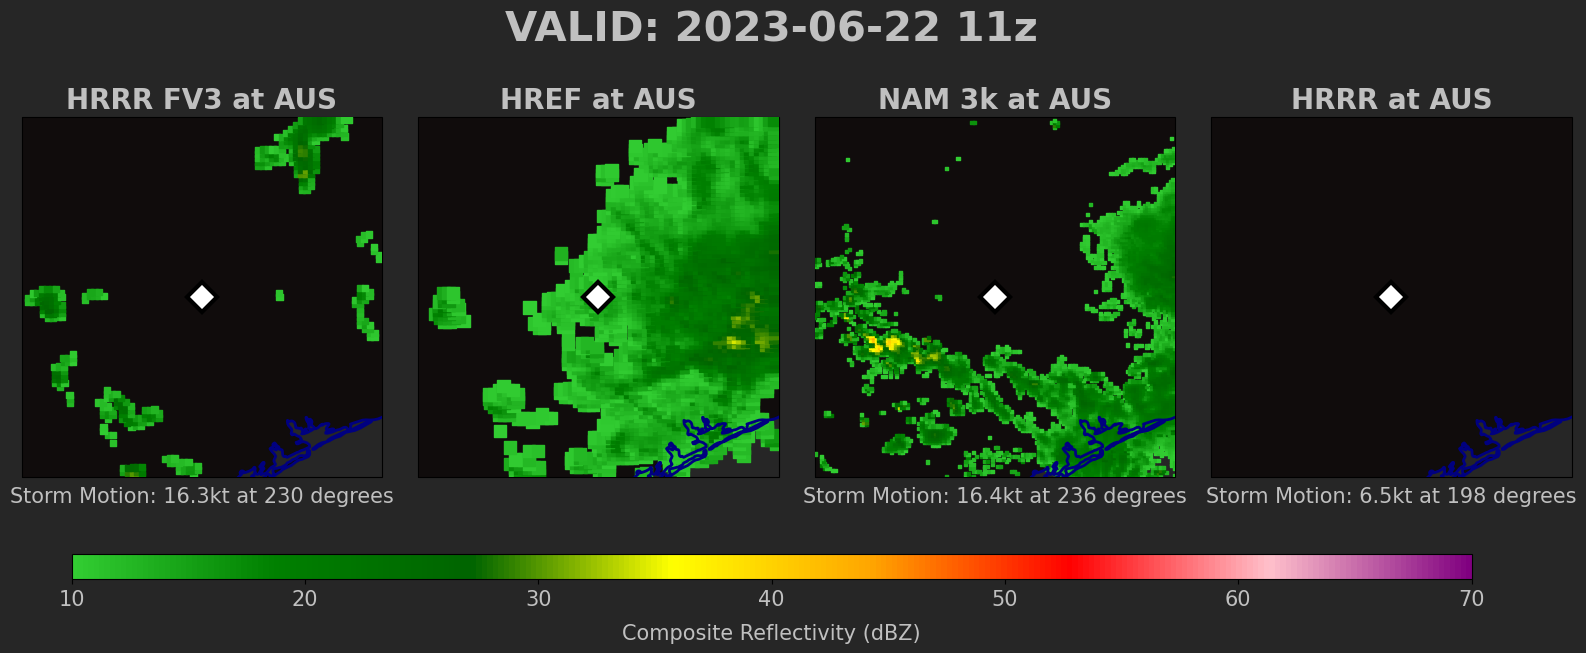 VALID: 2023-06-22 11z
HRRR FV3 at AUS
HREF at AUS
NAM 3k at AUS
HRRR at AUS
Storm Motion: 16.3kt at 230 degrees
Storm Motion: 16.4kt at 236 degrees
Storm Motion: 6.5kt at 198 degrees
10 20 30 40 50 60 70
Composite Reflectivity (dBZ)